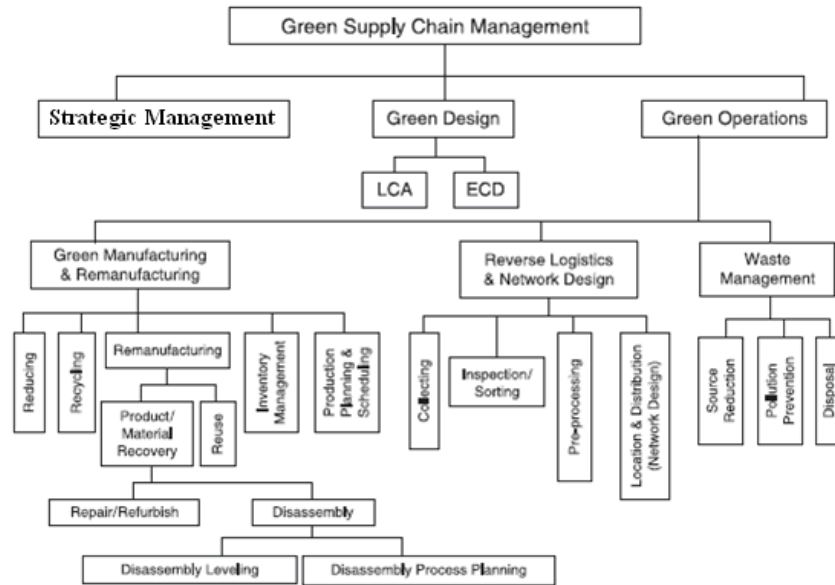 Green Supply Chain Management
Strategic Management
Green Design
Green Operations
LCA
ECD
Green Manufacturing
& Remanufacturing
Reverse Logistics
& Network Design
Waste
Management
Reducing
Recycling
Remanufacturing
Inventory
Management
Production
Planning &
Scheduling
Collecting
Inspection/
Sorting
Pre-processing
Location & Distribution
(Network Design)
Source
Reduction
Pollution
Prevention
Disposal
Product/
Material
Recovery
Reuse
Repair/Refurbish
Disassembly
Disassembly Leveling
Disassembly Process Planning